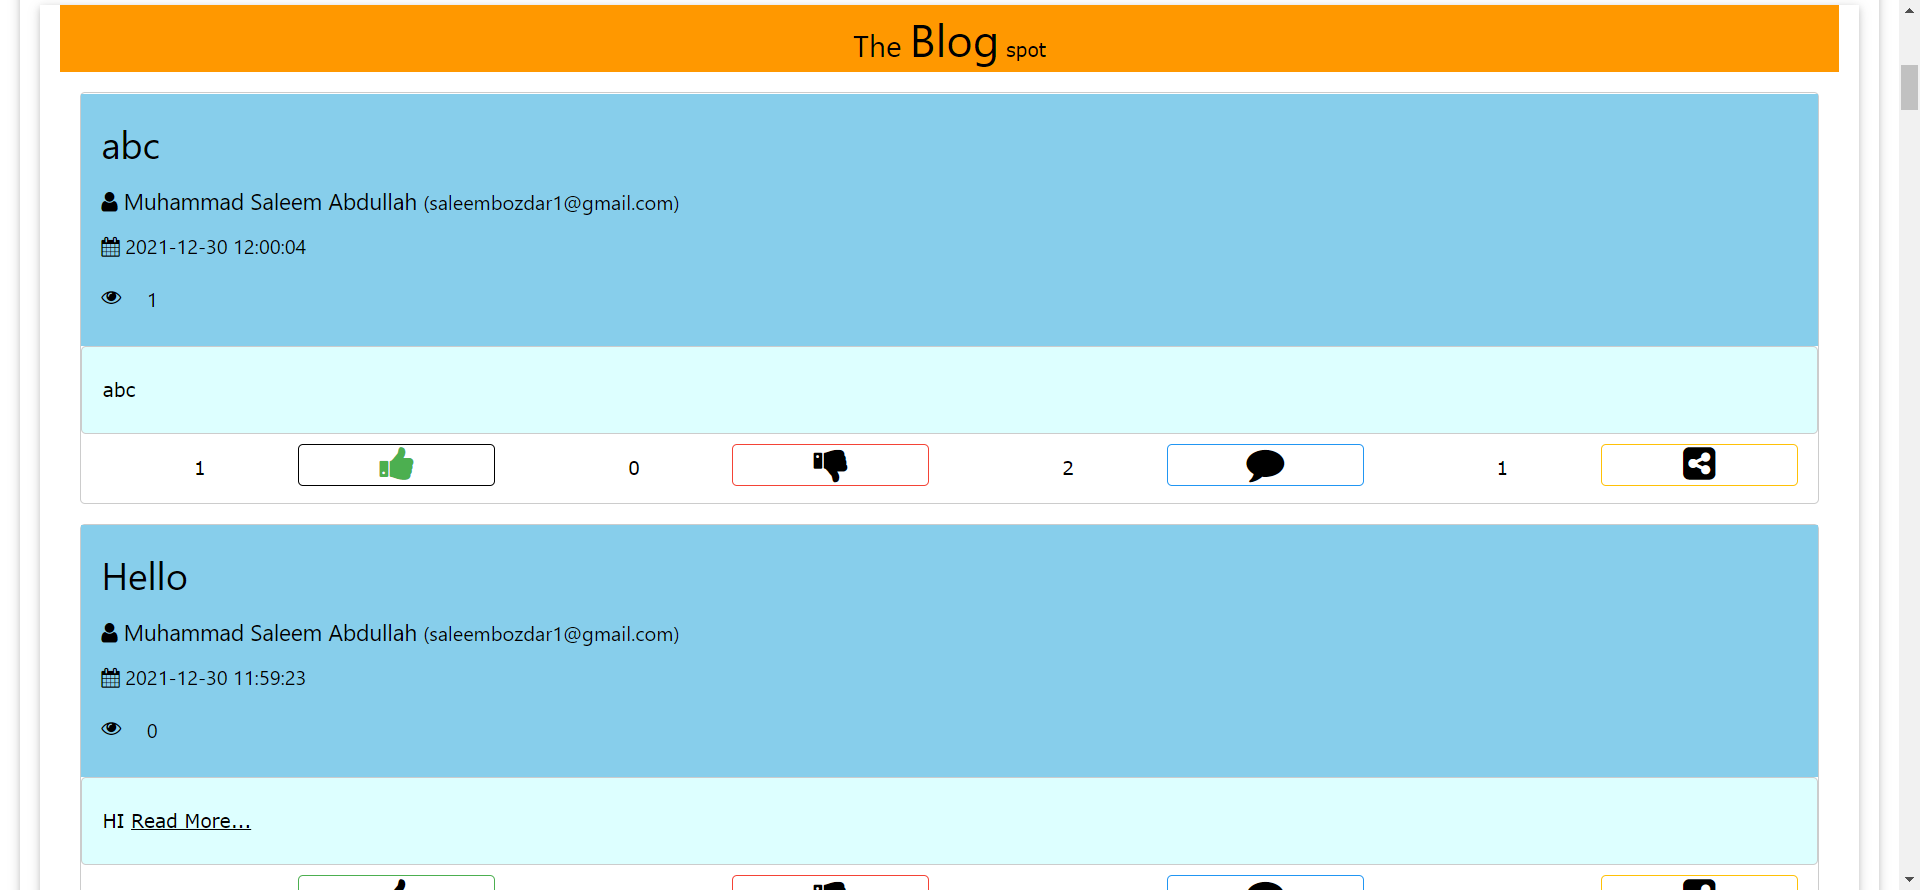 The Blog spot
abc
Muhammad Saleem Abdullah (saleembozdar1@gmail.com)
2021-12-30 12:00:04
1
abc
1 0 2 1
Hello
Muhammad Saleem Abdullah (saleembozdar1@gmail.com)
2021-12-30 11:59:23
0
HI Read More...